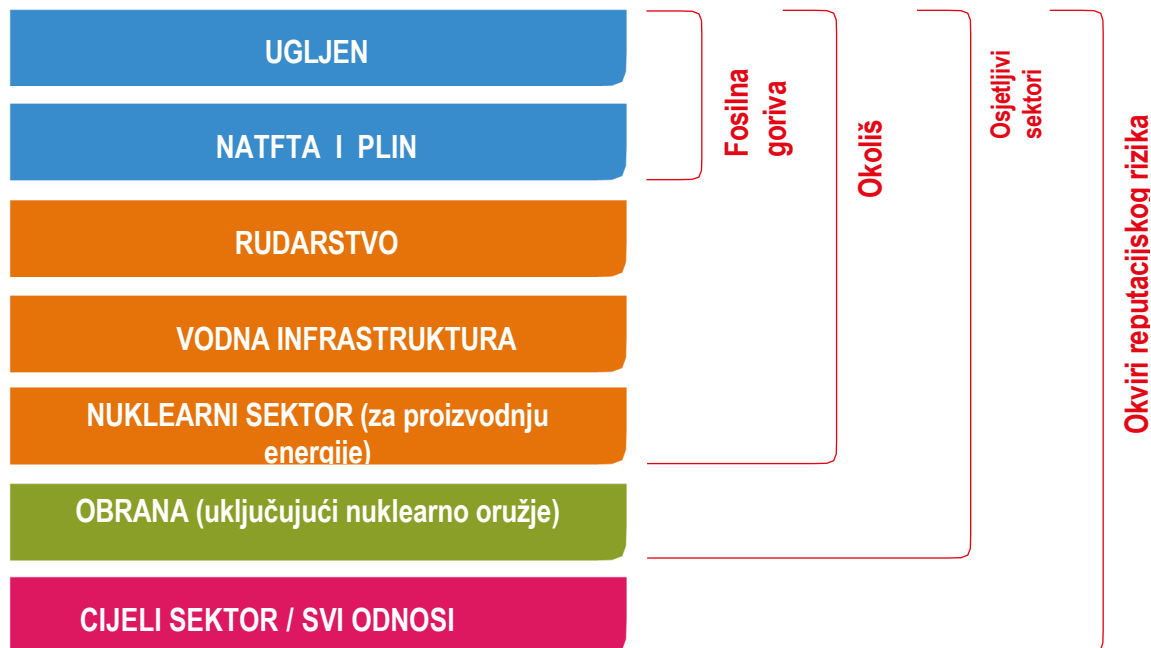 UGLJEN
NATFTA I PLIN
RUDARSTVO
VODNA INFRASTRUKTURA
NUKLEARNI SEKTOR (za proizvodnju
energije)
OBRANA (uključujući nuklearno oružje)
CIJELI SEKTOR / SVI ODNOSI
Fosilna
goriva
Okoliš
Osjetljivi
sektori
Okviri reputacijskog rizika